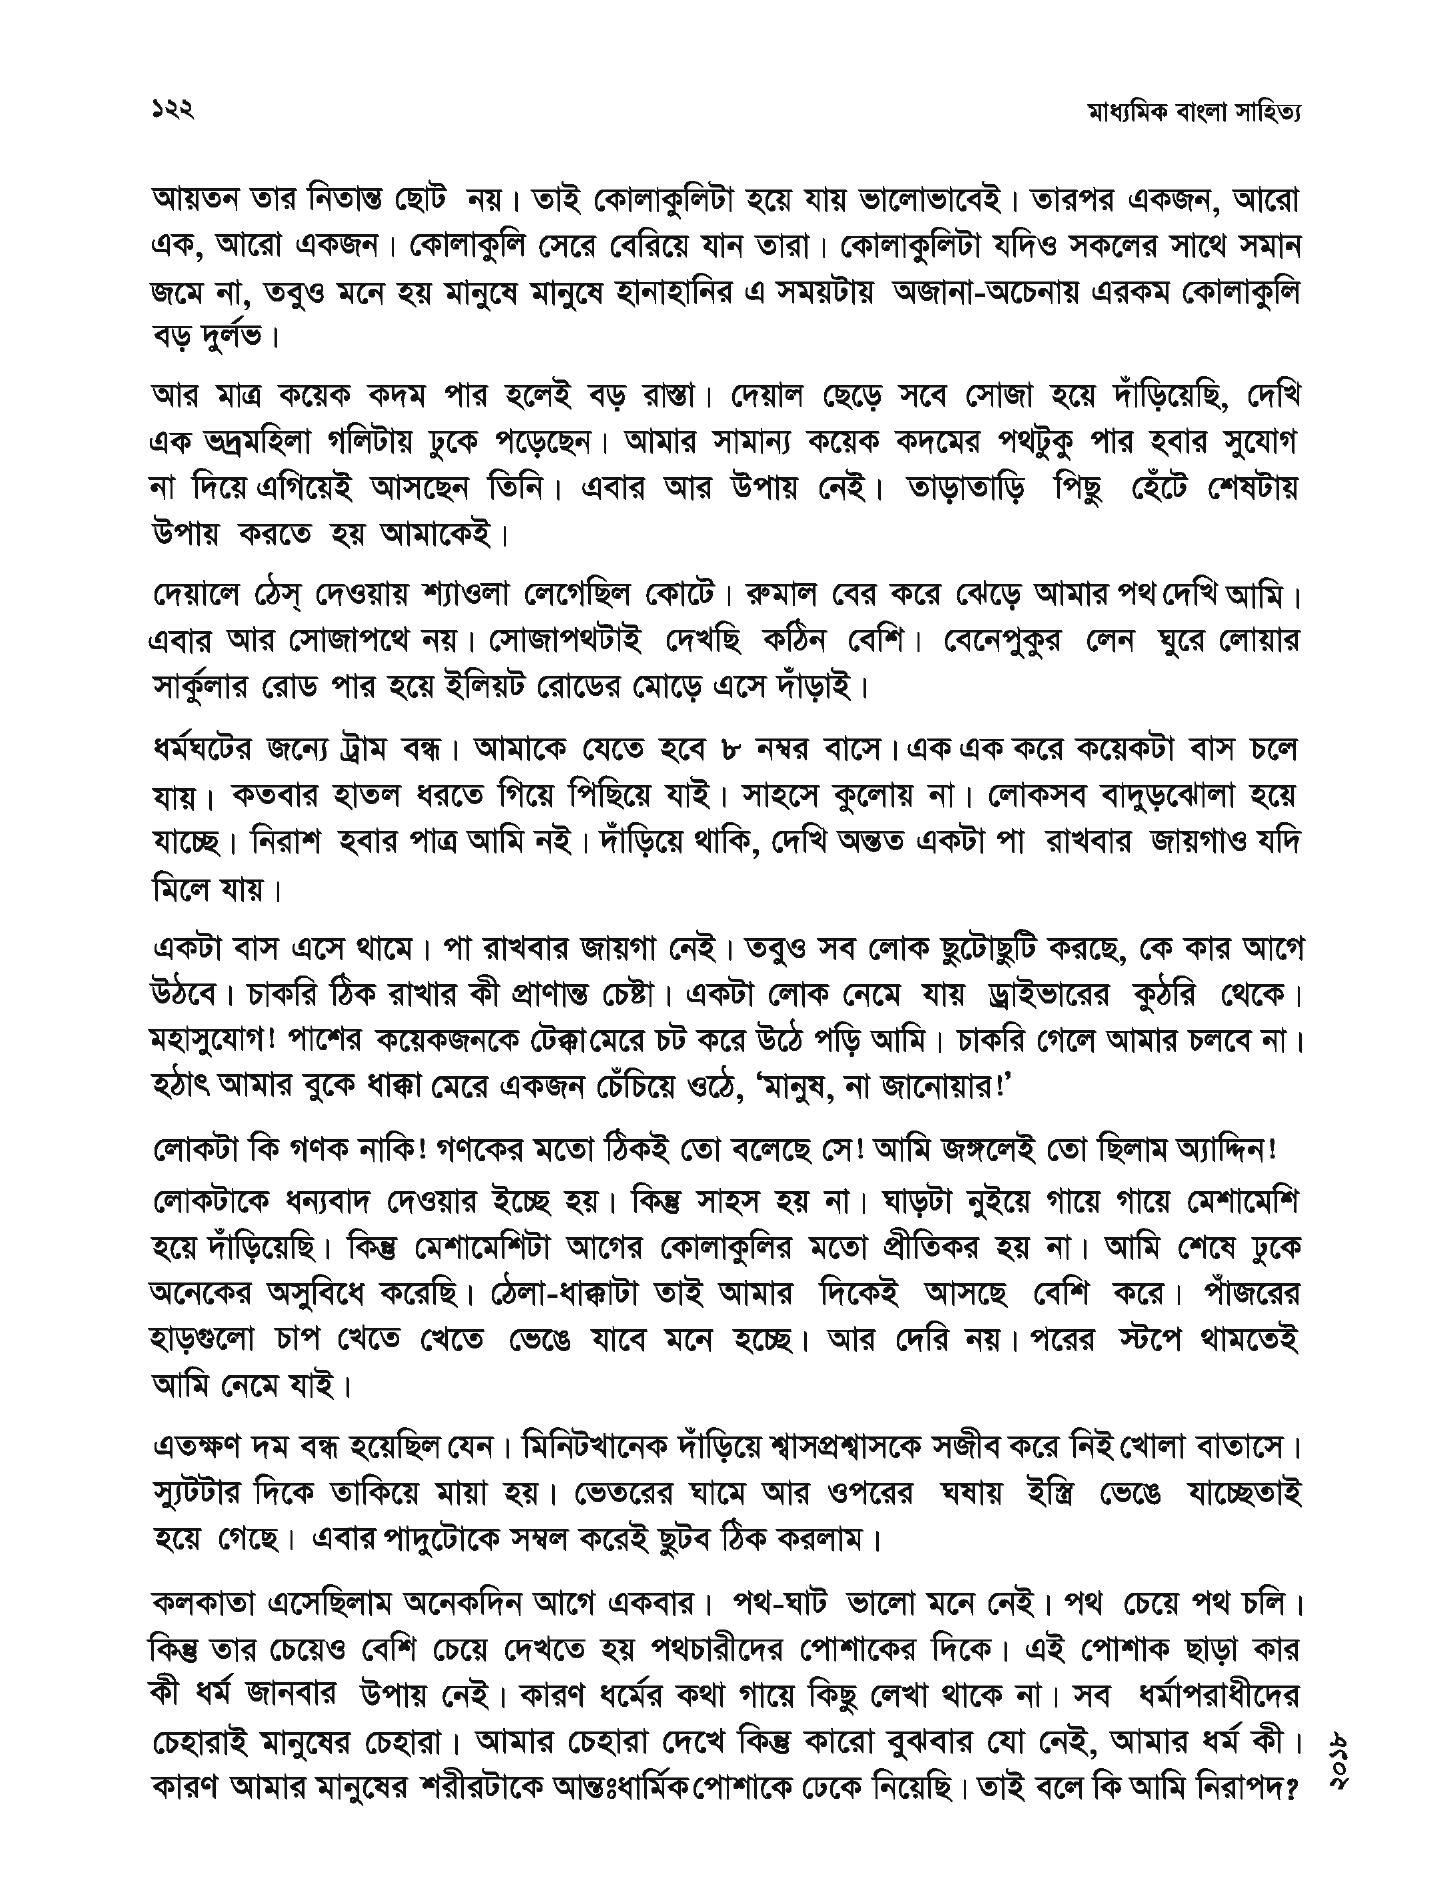 ১২২
মাধ্যমিক বাংলা সাহিত্য
আয়তন তার নিতান্ত ছোট নয়। তাই কোলাকুলিটা হয়ে যায় ভালোভাবেই। তারপর একজন, আরো
এক, আরো একজন। কোলাকুলি সেরে বেরিয়ে যান তারা। কোলাকুলিটা যদিও সকলের সাথে সমান
জমে না, তবুও মনে হয় মানুষে মানুষে হানাহানির এ সময়টায় অজানা-অচেনায় এরকম কোলাকুলি
বড় দুর্লভ।
আর মাত্র কয়েক কদম পার হলেই বড় রাস্তা। দেয়াল ছেড়ে সবে সোজা হয়ে দাঁড়িয়েছি, দেখি
এক ভদ্রমহিলা গলিটায় ঢুকে পড়েছেন। আমার সামান্য কয়েক কদমের পথটুকু পার হবার সুযোগ
না দিয়ে এগিয়েই আসছেন তিনি। এবার আর উপায় নেই। তাড়াতাড়ি পিছু হেঁটে শেষটায়
উপায় করতে হয় আমাকেই।
দেয়ালে ঠেস্ দেওয়ায় শ্যাওলা লেগেছিল কোটে। রুমাল বের করে ঝেড়ে আমার পথ দেখি আমি।
এবার আর সোজাপথে নয়। সোজাপথটাই দেখছি কঠিন বেশি। বেনেপুকুর লেন ঘুরে লোয়ার
সার্কুলার রোড পার হয়ে ইলিয়ট রোডের মোড়ে এসে দাঁড়াই।
ধর্মঘটের জন্যে ট্রাম বন্ধ। আমাকে যেতে হবে ৮ নম্বর বাসে। এক এক করে কয়েকটা বাস চলে
যায়। কতবার হাতল ধরতে গিয়ে পিছিয়ে যাই। সাহসে কুলোয় না। লোকসব বাদুড়ঝোলা হয়ে
যাচ্ছে। নিরাশ হবার পাত্র আমি নই। দাঁড়িয়ে থাকি, দেখি অন্তত একটা পা রাখবার জায়গাও যদি
মিলে যায়।
একটা বাস এসে থামে। পা রাখবার জায়গা নেই। তবুও সব লোক ছুটোছুটি করছে, কে কার আগে
উঠবে। চাকরি ঠিক রাখার কী প্রাণান্ত চেষ্টা। একটা লোক নেমে যায় ড্রাইভারের কুঠরি থেকে।
মহাসুযোগ! পাশের কয়েকজনকে টেক্কা মেরে চট করে উঠে পড়ি আমি। চাকরি গেলে আমার চলবে না।
হঠাৎ আমার বুকে ধাক্কা মেরে একজন চেঁচিয়ে ওঠে, ‘মানুষ, না জানোয়ার!’
লোকটা কি গণক নাকি! গণকের মতো ঠিকই তো বলেছে সে! আমি জঙ্গলেই তো ছিলাম অ্যাদ্দিন!
লোকটাকে ধন্যবাদ দেওয়ার ইচ্ছে হয়। কিন্তু সাহস হয় না। ঘাড়টা নুইয়ে গায়ে গায়ে মেশামেশি
হয়ে দাঁড়িয়েছি। কিন্তু মেশামেশিটা আগের কোলাকুলির মতো প্রীতিকর হয় না। আমি শেষে ঢুকে
অনেকের অসুবিধে করেছি। ঠেলা-ধাক্কাটা তাই আমার দিকেই আসছে বেশি করে। পাঁজরের
হাড়গুলো চাপ খেতে খেতে ভেঙে যাবে মনে হচ্ছে। আর দেরি নয়। পরের স্টপে থামতেই
আমি নেমে যাই।
এতক্ষণ দম বন্ধ হয়েছিল যেন। মিনিটখানেক দাঁড়িয়ে শ্বাসপ্রশ্বাসকে সজীব করে নিই খোলা বাতাসে।
স্যুটটার দিকে তাকিয়ে মায়া হয়। ভেতরের ঘামে আর ওপরের ঘষায় ইস্ত্রি ভেঙে যাচ্ছেতাই
হয়ে গেছে। এবার পাদুটোকে সম্বল করেই ছুটব ঠিক করলাম।
কলকাতা এসেছিলাম অনেকদিন আগে একবার। পথ-ঘাট ভালো মনে নেই। পথ চেয়ে পথ চলি।
কিন্তু তার চেয়েও বেশি চেয়ে দেখতে হয় পথচারীদের পোশাকের দিকে। এই পোশাক ছাড়া কার
কী ধর্ম জানবার উপায় নেই। কারণ ধর্মের কথা গায়ে কিছু লেখা থাকে না। সব ধর্মাপরাধীদের
চেহারাই মানুষের চেহারা। আমার চেহারা দেখে কিন্তু কারো বুঝবার যো নেই, আমার ধর্ম কী।
কারণ আমার মানুষের শরীরটাকে আন্তঃধার্মিক পোশাকে ঢেকে নিয়েছি। তাই বলে কি আমি নিরাপদ?
২০১৮